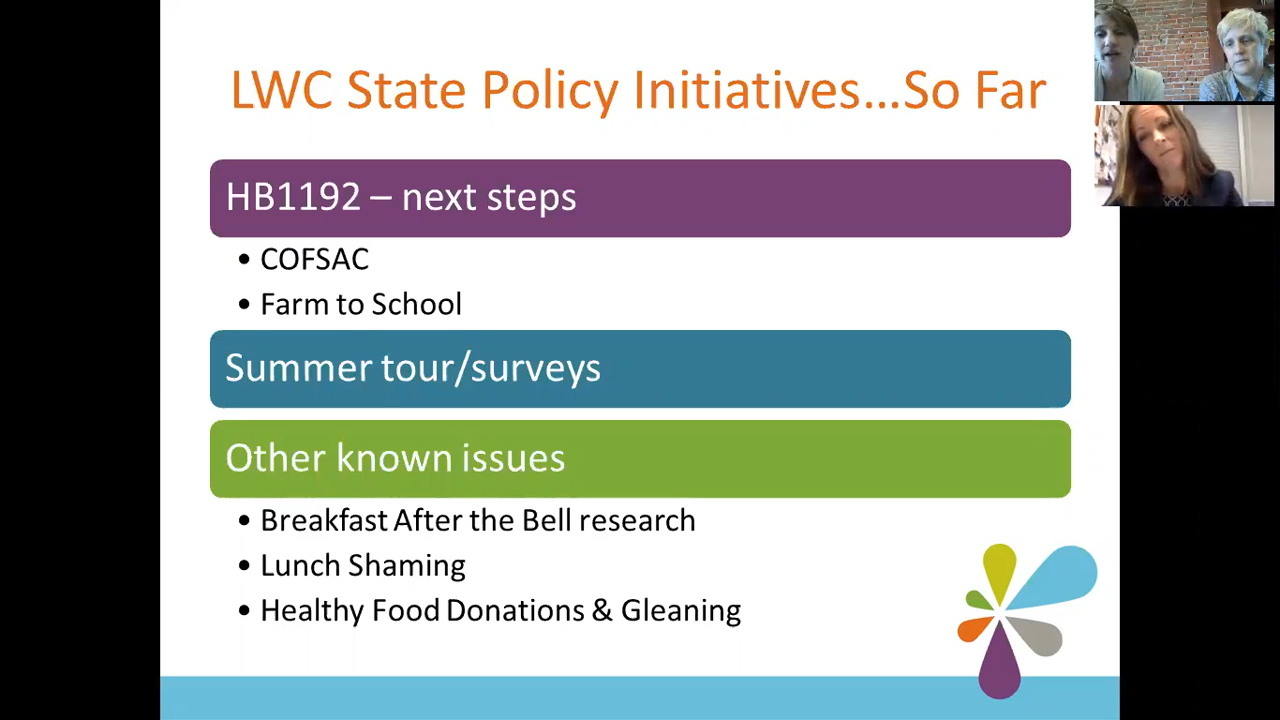 LWC State Policy Initiatives...So Far
HB1192 – next steps
• COFSAC
• Farm to School
Summer tour/surveys
Other known issues
• Breakfast After the Bell research
• Lunch Shaming
• Healthy Food Donations & Gleaning